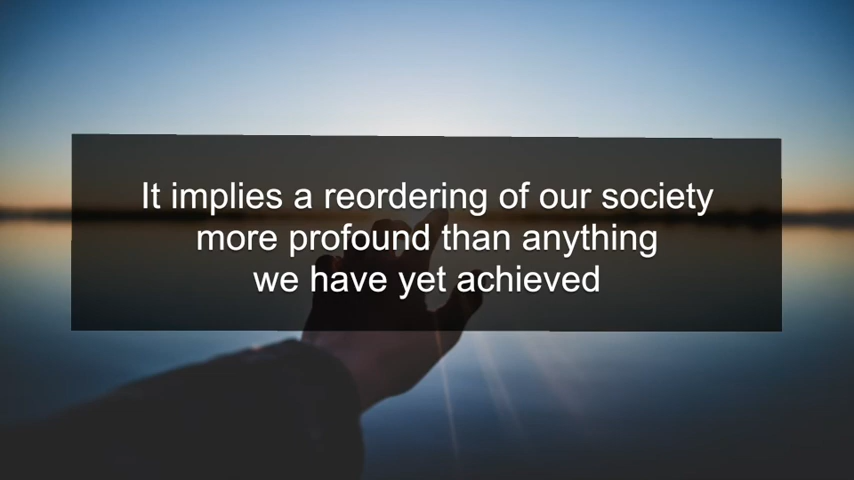 It implies a reordering of our society
more profound than anything
we have yet achieved